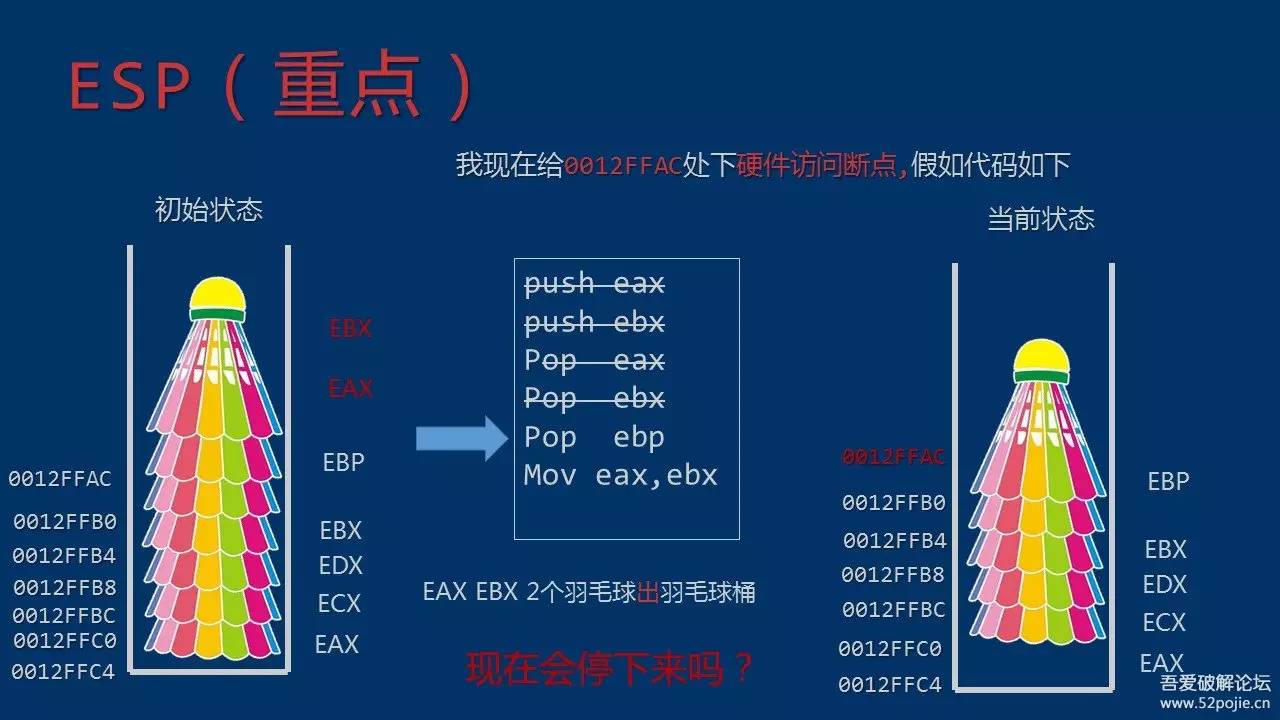 ESP（重点）
我现在给0012FFAC处下硬件访问断点,假如代码如下
初始状态
当前状态
EBX
EAX
EBP
EBX
EDX
ECX
EAX
0012FFAC
0012FFB0
0012FFB4
0012FFB8
0012FFBC
0012FFC0
0012FFC4
push eax
push ebx
Pop eax
Pop ebx
Pop ebp
Mov eax,ebx
EAX EBX 2个羽毛球出羽毛球桶
现在会停下来吗？
0012FFAC
0012FFB0
0012FFB4
0012FFB8
0012FFBC
0012FFC0
0012FFC4
EBP
EBX
EDX
ECX
EAX
吾爱破解论坛
www.52pojie.cn